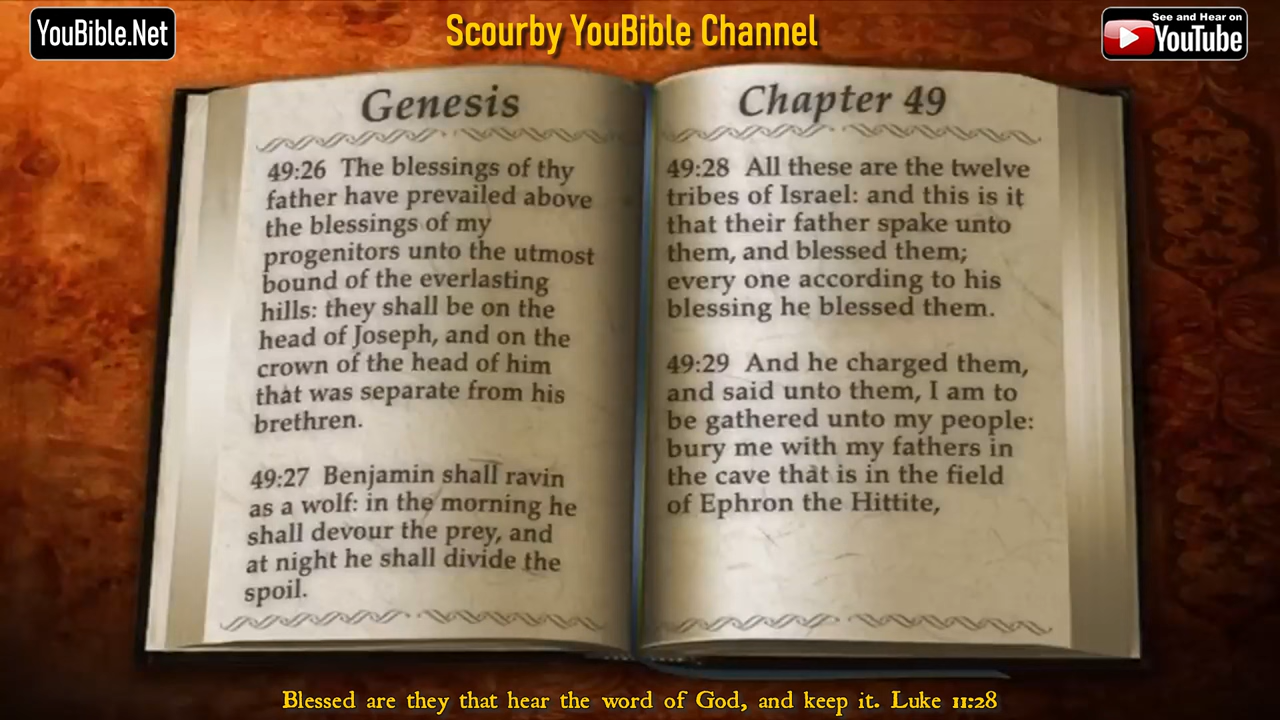 YouBible.Net
Scourby YouBible Channel
See and Hear on
YouTube
Genesis
49:26 The blessings of thy
father have prevailed above
the blessings of my
progenitors unto the utmost
bound of the everlasting
hills: they shall be on the
head of Joseph, and on the
crown of the head of him
that was separate from his
brethren.
49:27 Benjamin shall ravin
as a wolf: in the morning he
shall devour the prey, and
at night he shall divide the
spoil.
Chapter 49
49:28 All these are the twelve
tribes of Israel: and this is it
that their father spake unto
them, and blessed them;
every one according to his
blessing he blessed them.
49:29 And he charged them,
and said unto them, I am to
be gathered unto my people:
bury me with my fathers in
the cave that is in the field
of Ephron the Hittite,
Blessed are they that hear the word of God, and keep it. Luke 11:28